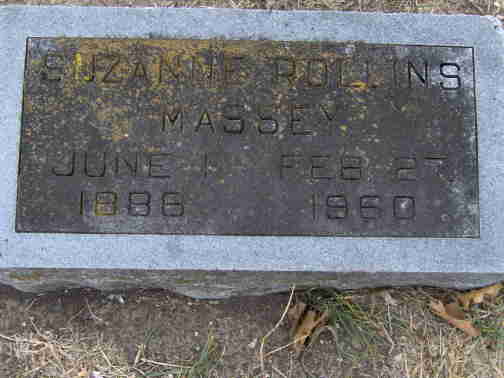 SUZANNE ROLLINS
MASSEY
JUNE 1 FEB. 27,
1886 1960